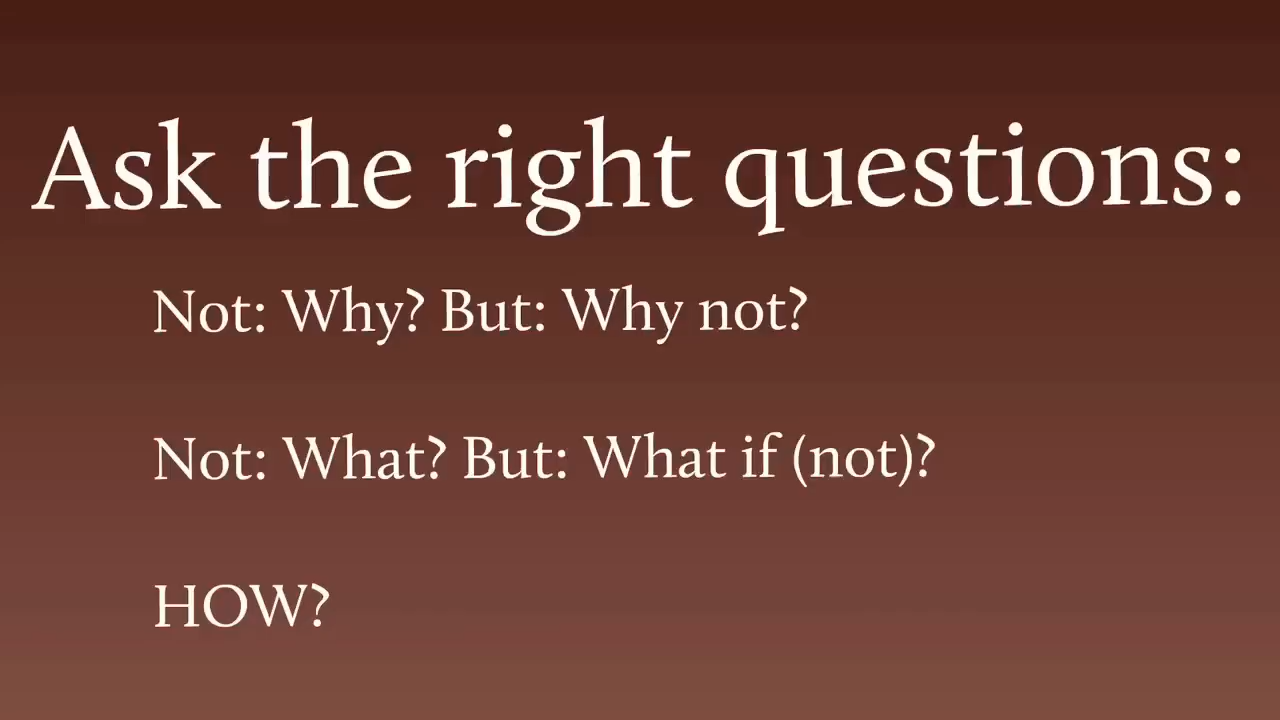 Ask the right questions:
Not: Why? But: Why not?
Not: What? But: What if (not)?
HOW?